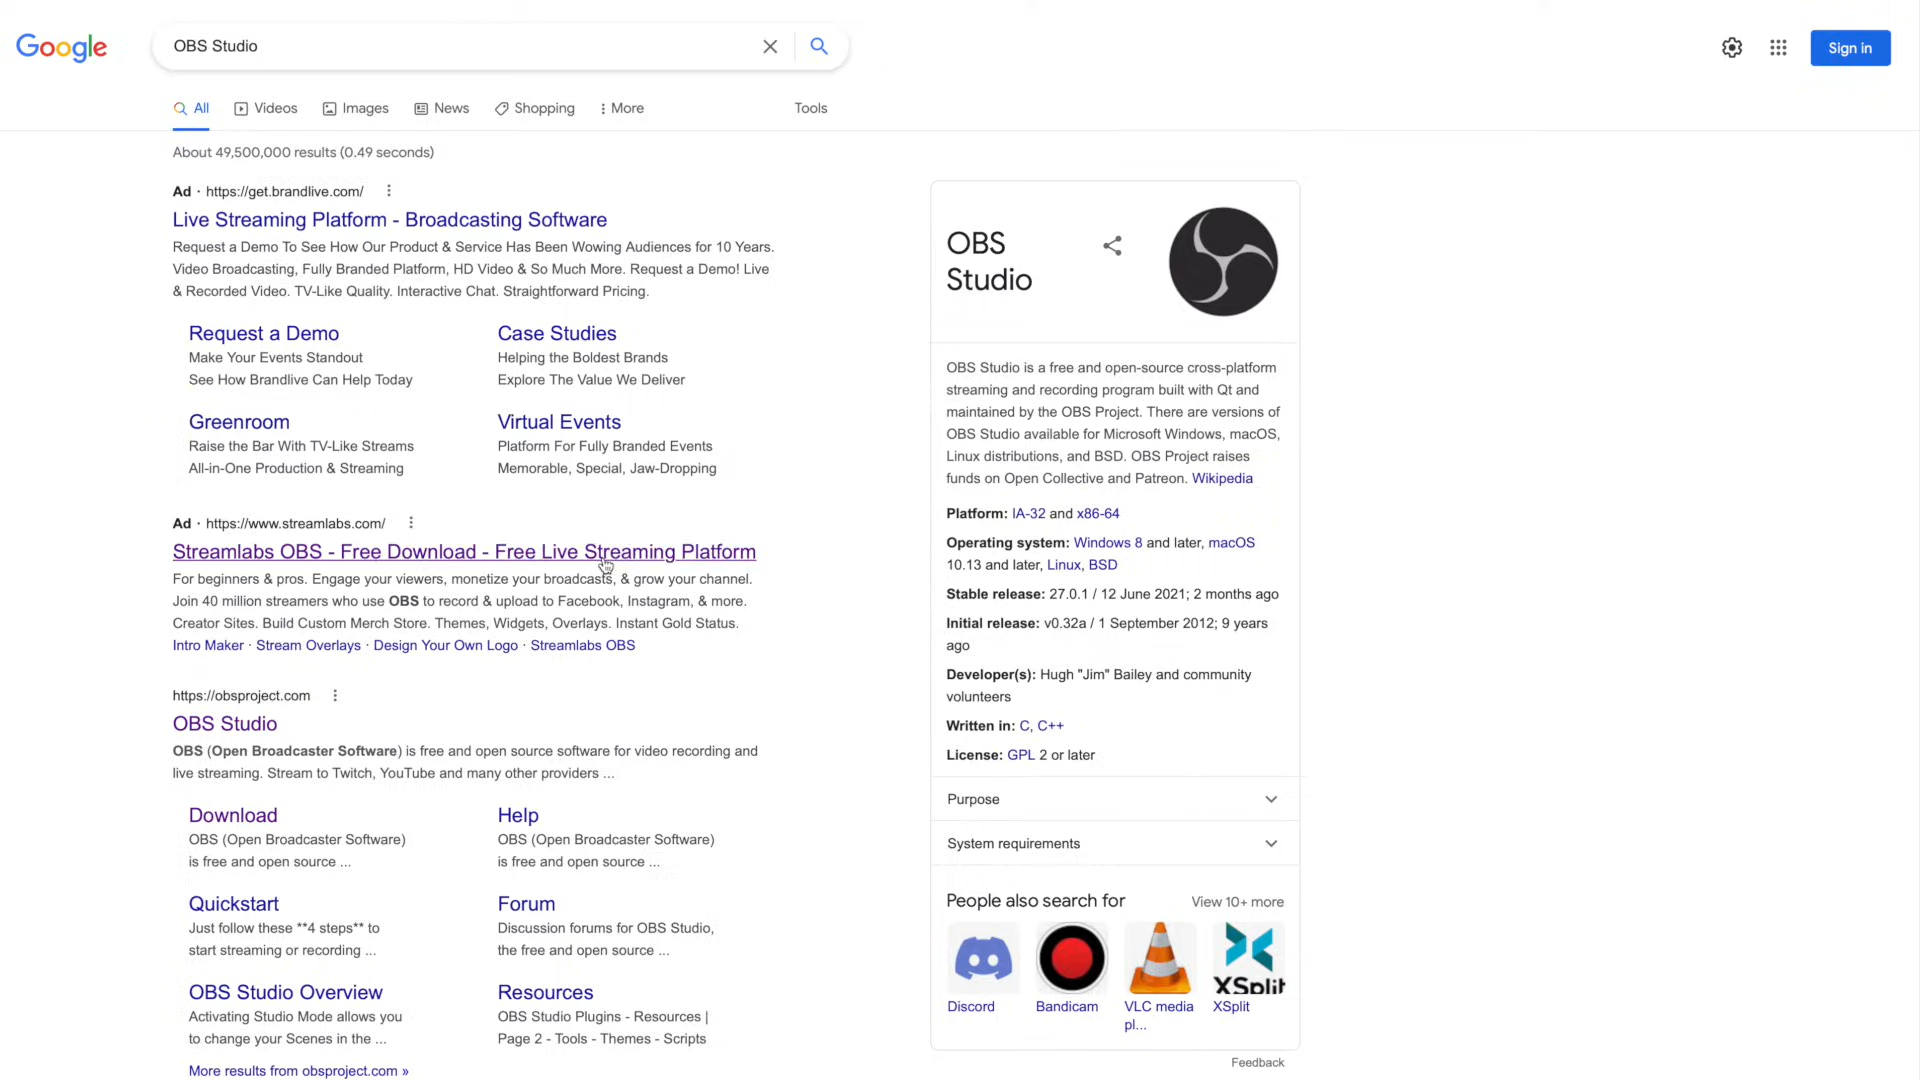 Google
OBS Studio
Sign in
All
Videos
Images
News
Shopping
More
Tools
About 49,500,000 results (0.49 seconds)
Ad · https://get.brandlive.com/
Live Streaming Platform - Broadcasting Software
Request a Demo To See How Our Product & Service Has Been Wowing Audiences for 10 Years.
Video Broadcasting, Fully Branded Platform, HD Video & So Much More. Request a Demo! Live
& Recorded Video. TV-Like Quality. Interactive Chat. Straightforward Pricing.
Request a Demo
Make Your Events Standout
See How Brandlive Can Help Today
Case Studies
Helping the Boldest Brands
Explore The Value We Deliver
Greenroom
Raise the Bar With TV-Like Streams
All-in-One Production & Streaming
Virtual Events
Platform For Fully Branded Events
Memorable, Special, Jaw-Dropping
Ad · https://www.streamlabs.com/
Streamlabs OBS - Free Download - Free Live Streaming Platform
For beginners & pros. Engage your viewers, monetize your broadcasts, & grow your channel.
Join 40 million streamers who use OBS to record & upload to Facebook, Instagram, & more.
Creator Sites. Build Custom Merch Store. Themes, Widgets, Overlays. Instant Gold Status.
Intro Maker · Stream Overlays · Design Your Own Logo · Streamlabs OBS
https://obsproject.com
OBS Studio
OBS (Open Broadcaster Software) is free and open source software for video recording and
live streaming. Stream to Twitch, YouTube and many other providers ...
Download
OBS (Open Broadcaster Software)
is free and open source ...
Help
OBS (Open Broadcaster Software)
is free and open source ...
Quickstart
Just follow these **4 steps** to
start streaming or recording ...
Forum
Discussion forums for OBS Studio,
the free and open source ...
OBS Studio Overview
Activating Studio Mode allows you
to change your Scenes in the ...
Resources
OBS Studio Plugins - Resources |
Page 2 - Tools - Themes - Scripts
More results from obsproject.com »
OBS
Studio
OBS Studio is a free and open-source cross-platform
streaming and recording program built with Qt and
maintained by the OBS Project. There are versions of
OBS Studio available for Microsoft Windows, macOS,
Linux distributions, and BSD. OBS Project raises
funds on Open Collective and Patreon. Wikipedia
Platform: IA-32 and x86-64
Operating system: Windows 8 and later, macOS
10.13 and later, Linux, BSD
Stable release: 27.0.1 / 12 June 2021; 2 months ago
Initial release: v0.32a / 1 September 2012; 9 years
ago
Developer(s): Hugh "Jim" Bailey and community
volunteers
Written in: C, C++
License: GPL 2 or later
Purpose
System requirements
People also search for
View 10+ more
XSplit
Discord
Bandicam
VLC media
pl...
XSplit
Feedback